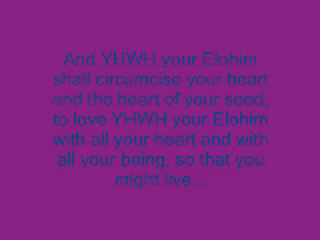 And YHWH your Elohim
shall circumcise your heart
and the heart of your seed,
to love YHWH your Elohim
with all your heart and with
all your being, so that you
might live...